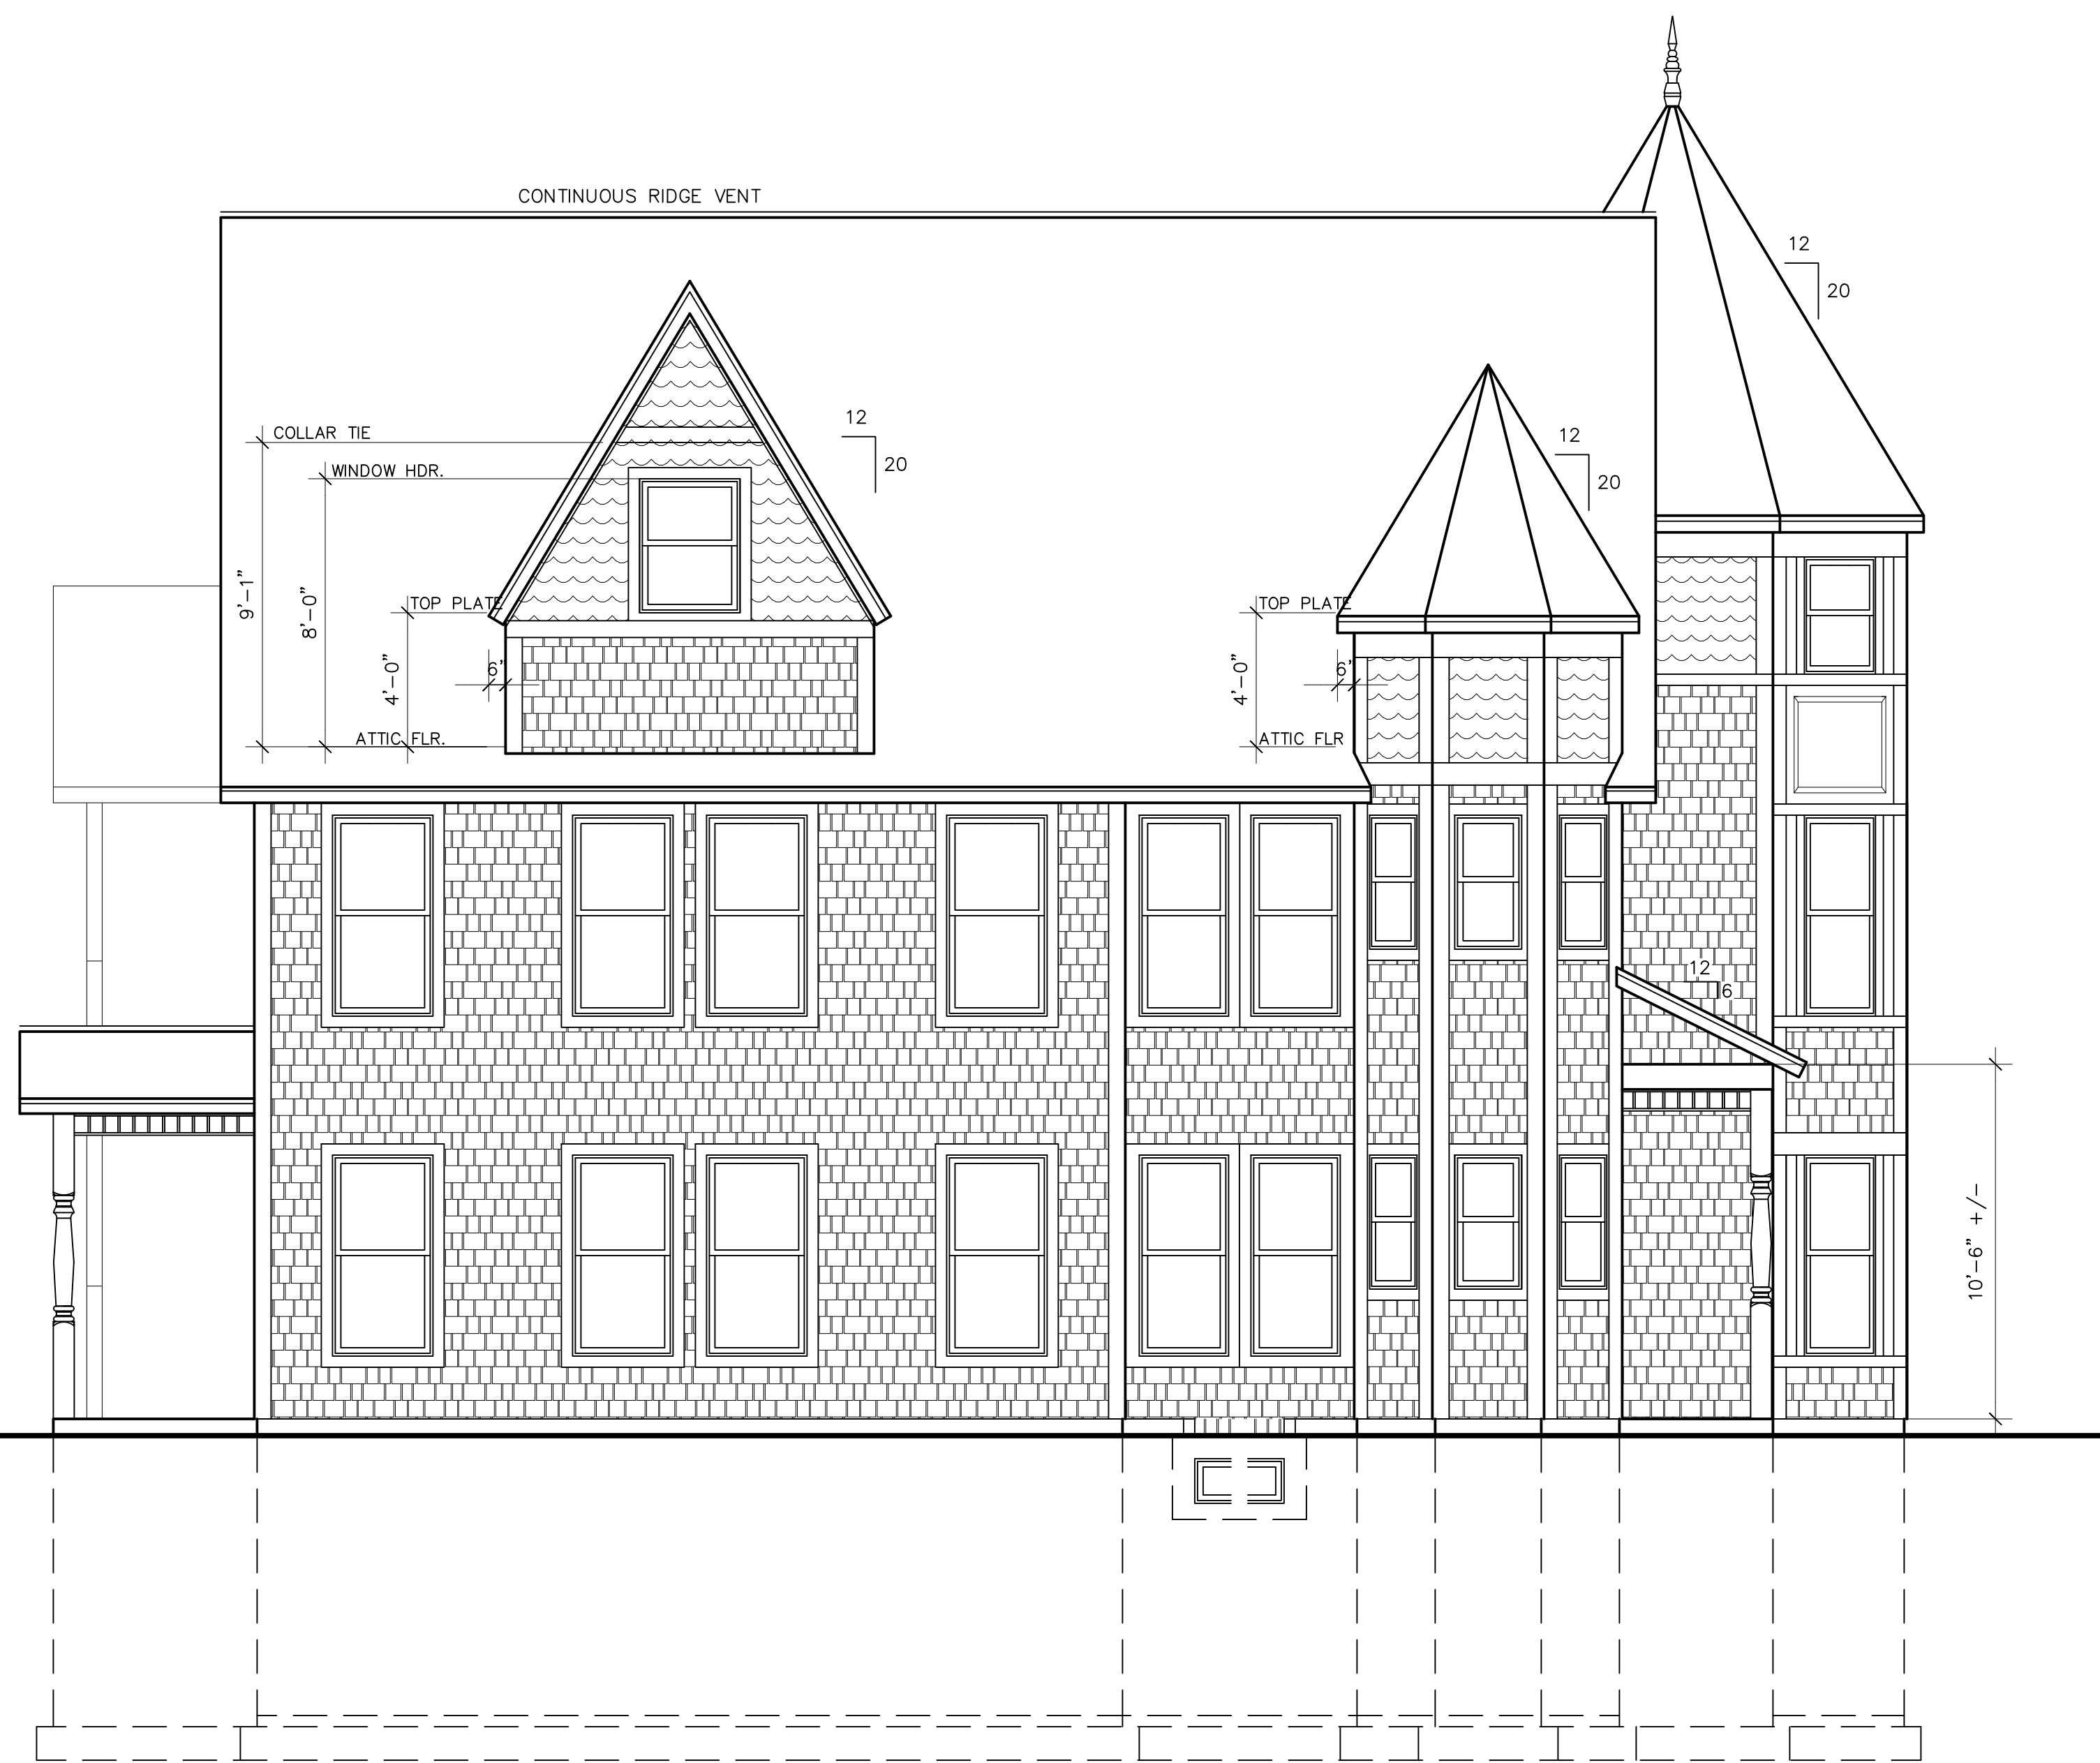 CONTINUOUS RIDGE VENT
12
20
12
20
COLLAR TIE
12
20
WINDOW HDR.
9'-1"
8'-0"
TOP PLATE
4'-0"
6"
ATTIC FLR.
TOP PLATE
4'-0"
6"
ATTIC FLR
12
6
10'-6" +/-